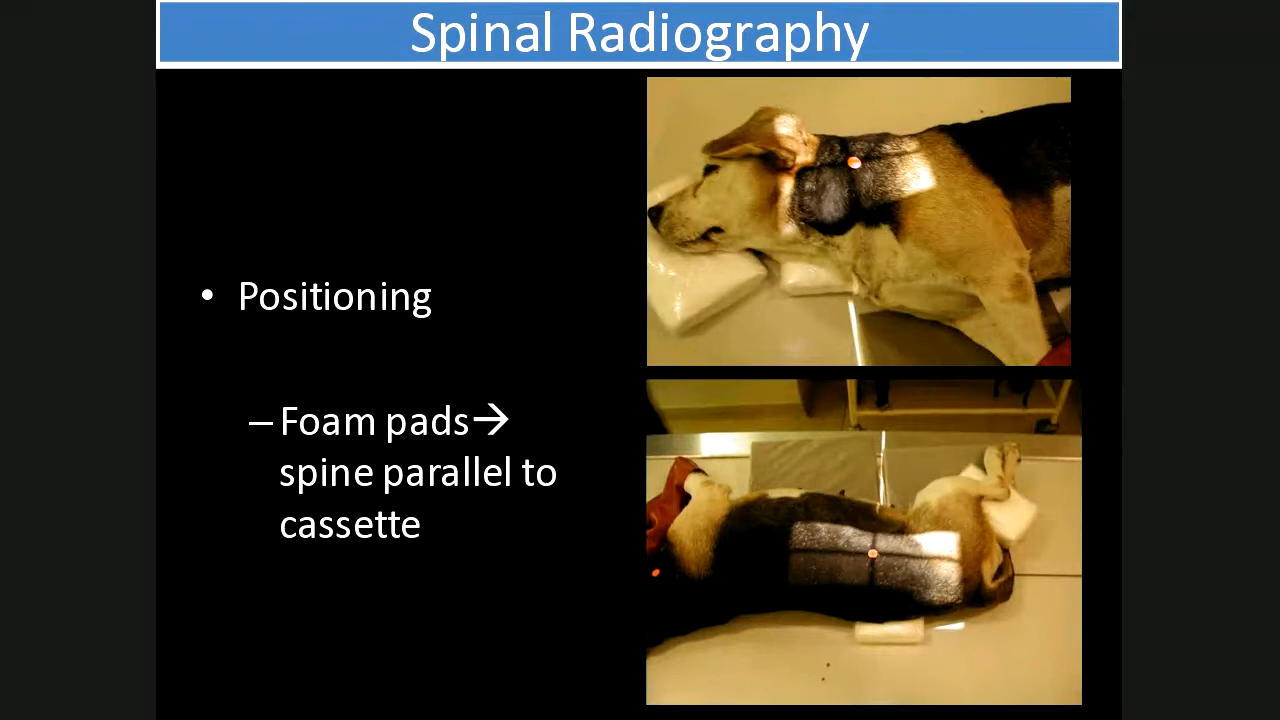 Spinal Radiography
• Positioning
– Foam pads→
spine parallel to
cassette